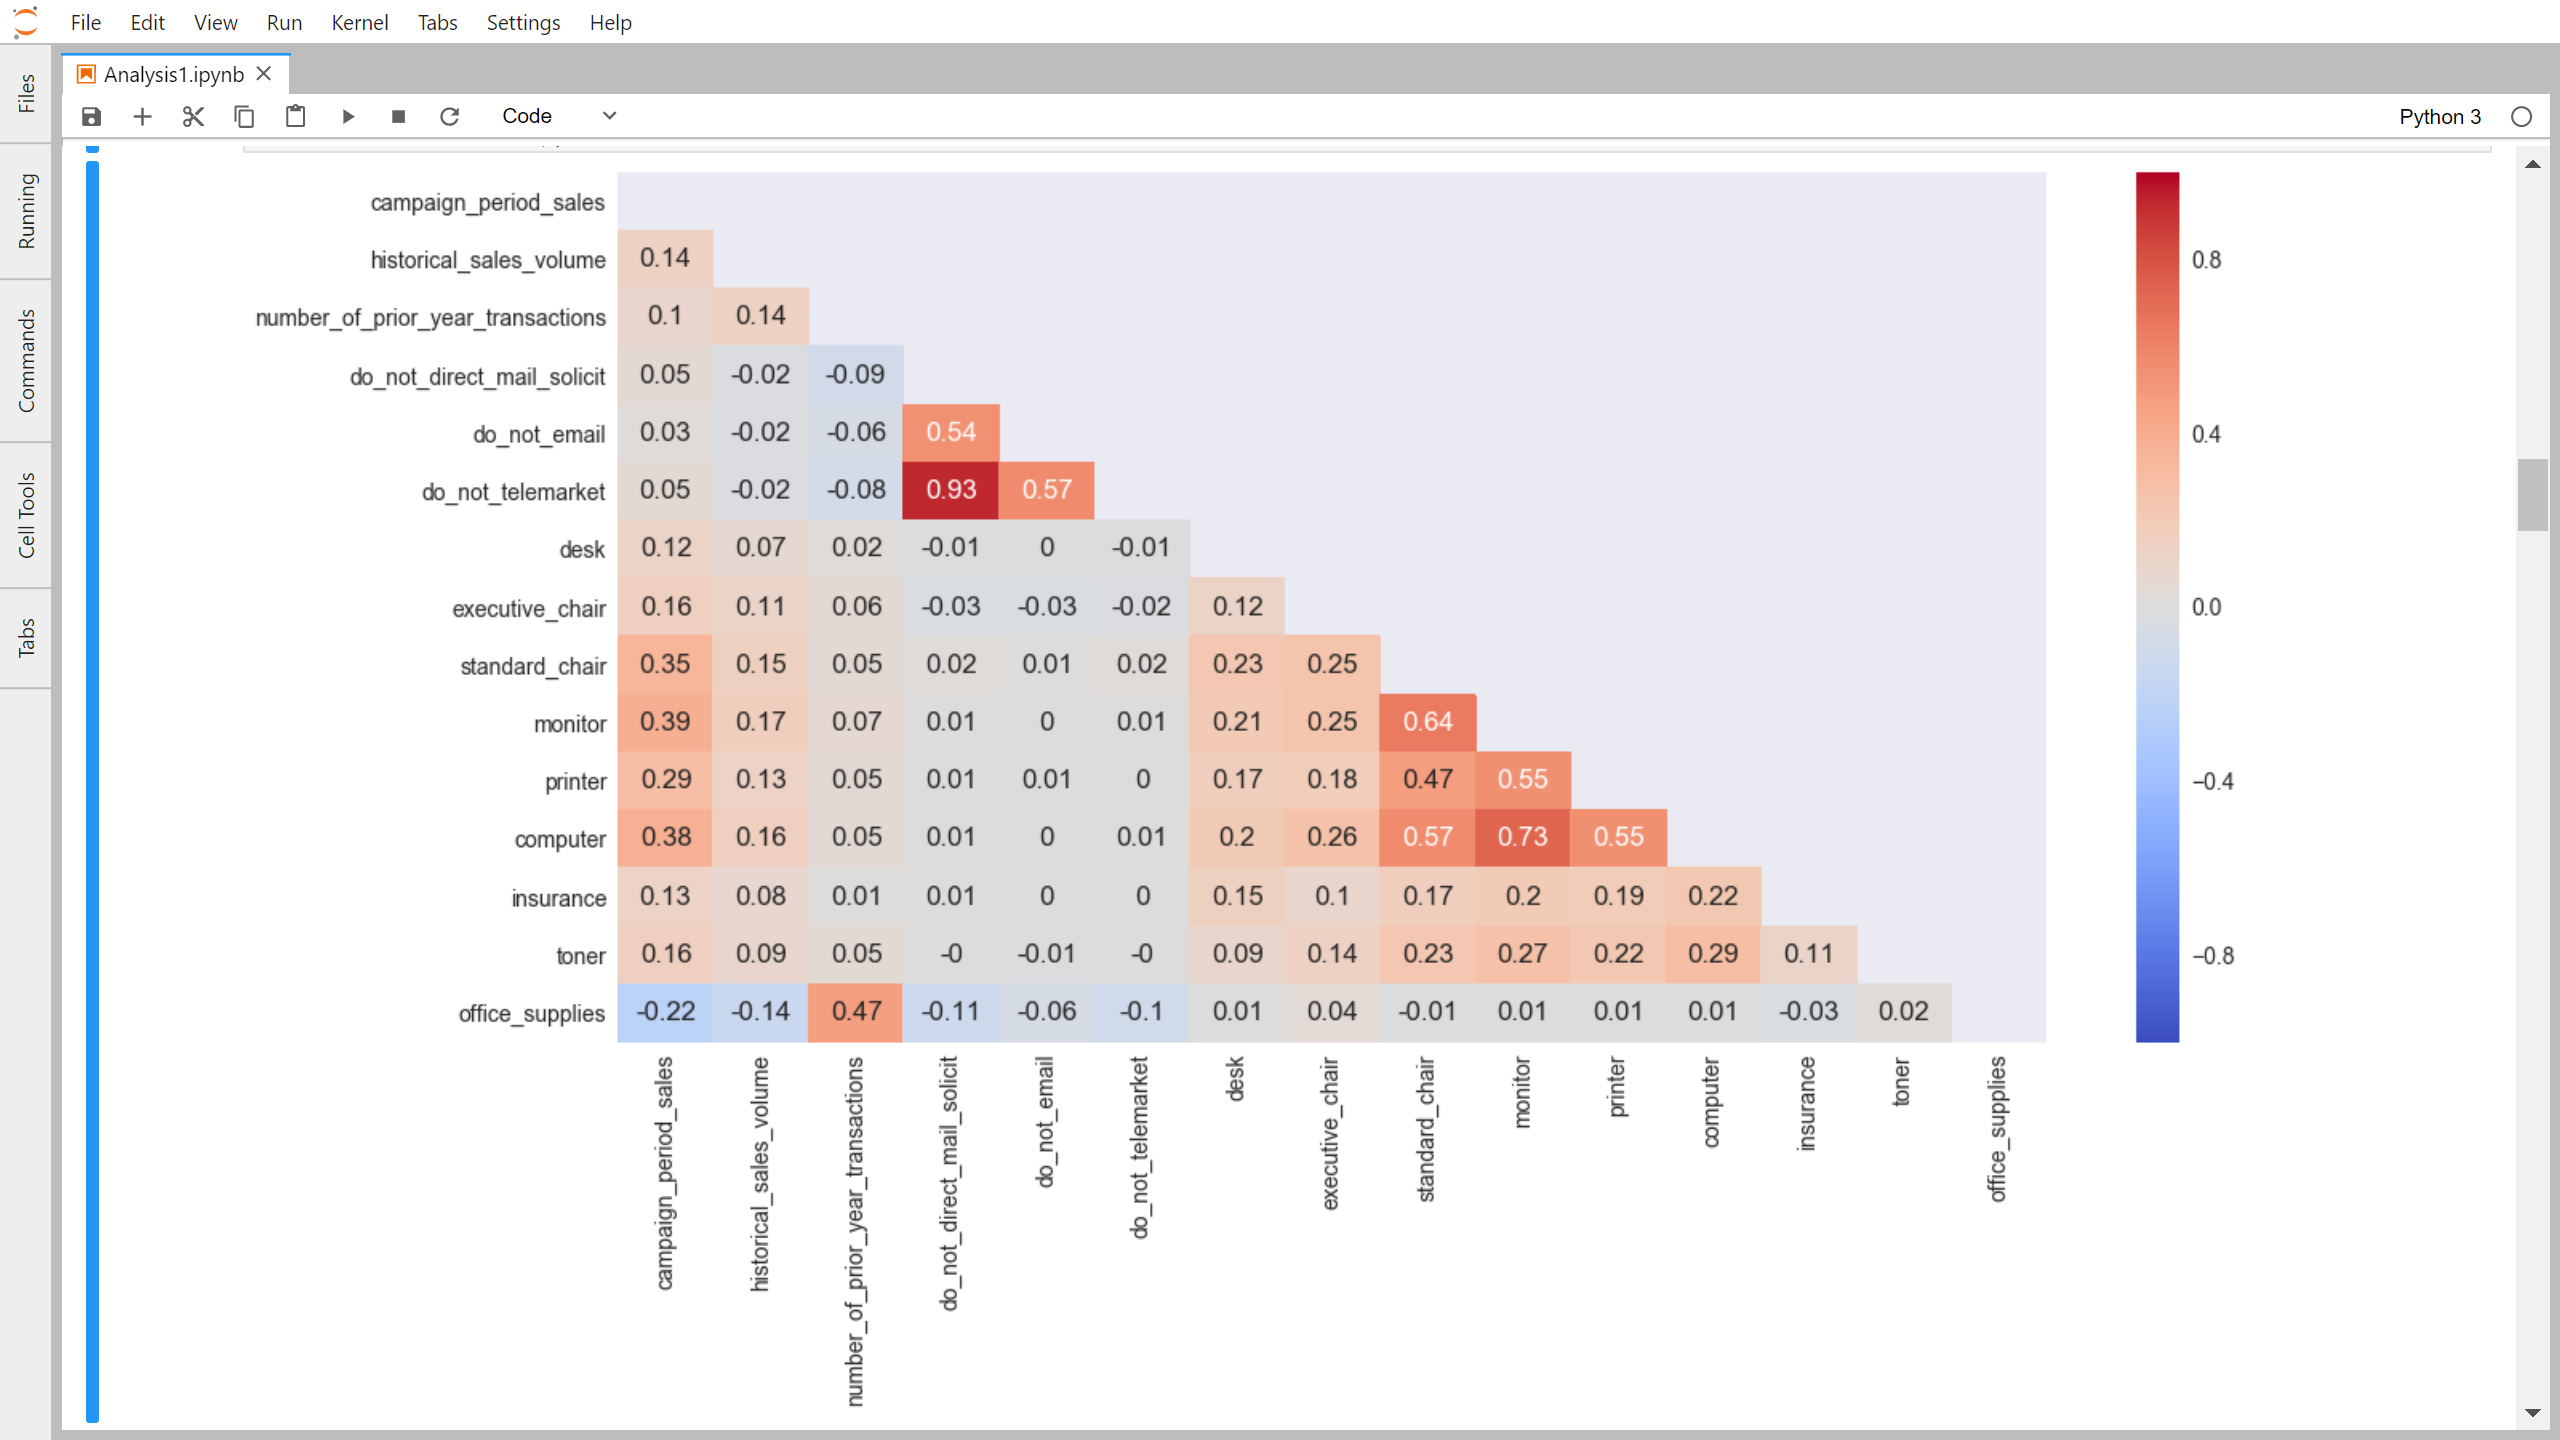 File Edit View Run Kernel Tabs Settings Help
Analysis1.ipynb
Code
Python 3
Files
Running
Commands
Cell Tools
Tabs
campaign_period_sales
historical_sales_volume 0.14
number_of_prior_year_transactions 0.1 0.14
do_not_direct_mail_solicit 0.05 -0.02 -0.09
do_not_email 0.03 -0.02 -0.06 0.54
do_not_telemarket 0.05 -0.02 -0.08 0.93 0.57
desk 0.12 0.07 0.02 -0.01 0 -0.01
executive_chair 0.16 0.11 0.06 -0.03 -0.03 -0.02 0.12
standard_chair 0.35 0.15 0.05 0.02 0.01 0.02 0.23 0.25
monitor 0.39 0.17 0.07 0.01 0 0.01 0.21 0.25 0.64
printer 0.29 0.13 0.05 0.01 0.01 0 0.17 0.18 0.47 0.55
computer 0.38 0.16 0.05 0.01 0 0.01 0.2 0.26 0.57 0.73 0.55
insurance 0.13 0.08 0.01 0.01 0 0 0.15 0.1 0.17 0.2 0.19 0.22
toner 0.16 0.09 0.05 -0 -0.01 -0 0.09 0.14 0.23 0.27 0.22 0.29 0.11
office_supplies -0.22 -0.14 0.47 -0.11 -0.06 -0.1 0.01 0.04 -0.01 0.01 0.01 0.01 -0.03 0.02
campaign_period_sales
historical_sales_volume
number_of_prior_year_transactions
do_not_direct_mail_solicit
do_not_email
do_not_telemarket
desk
executive_chair
standard_chair
monitor
printer
computer
insurance
toner
office_supplies
0.8
0.4
0.0
−0.4
−0.8